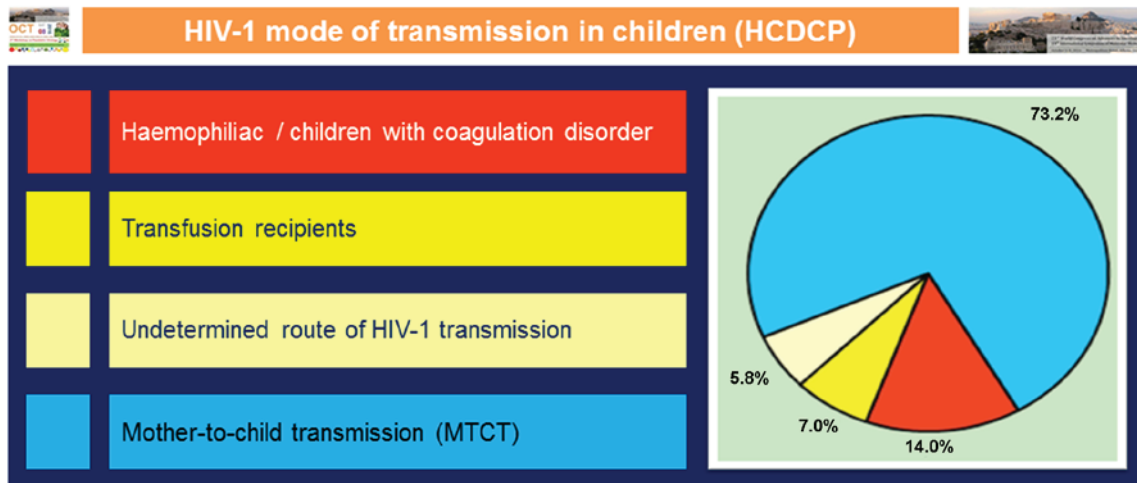 OCT
HIV-1 mode of transmission in children (HCDCP)
Haemophiliac / children with coagulation disorder
Transfusion recipients
Undetermined route of HIV-1 transmission
Mother-to-child transmission (MTCT)
73.2%
5.8%
7.0%
14.0%